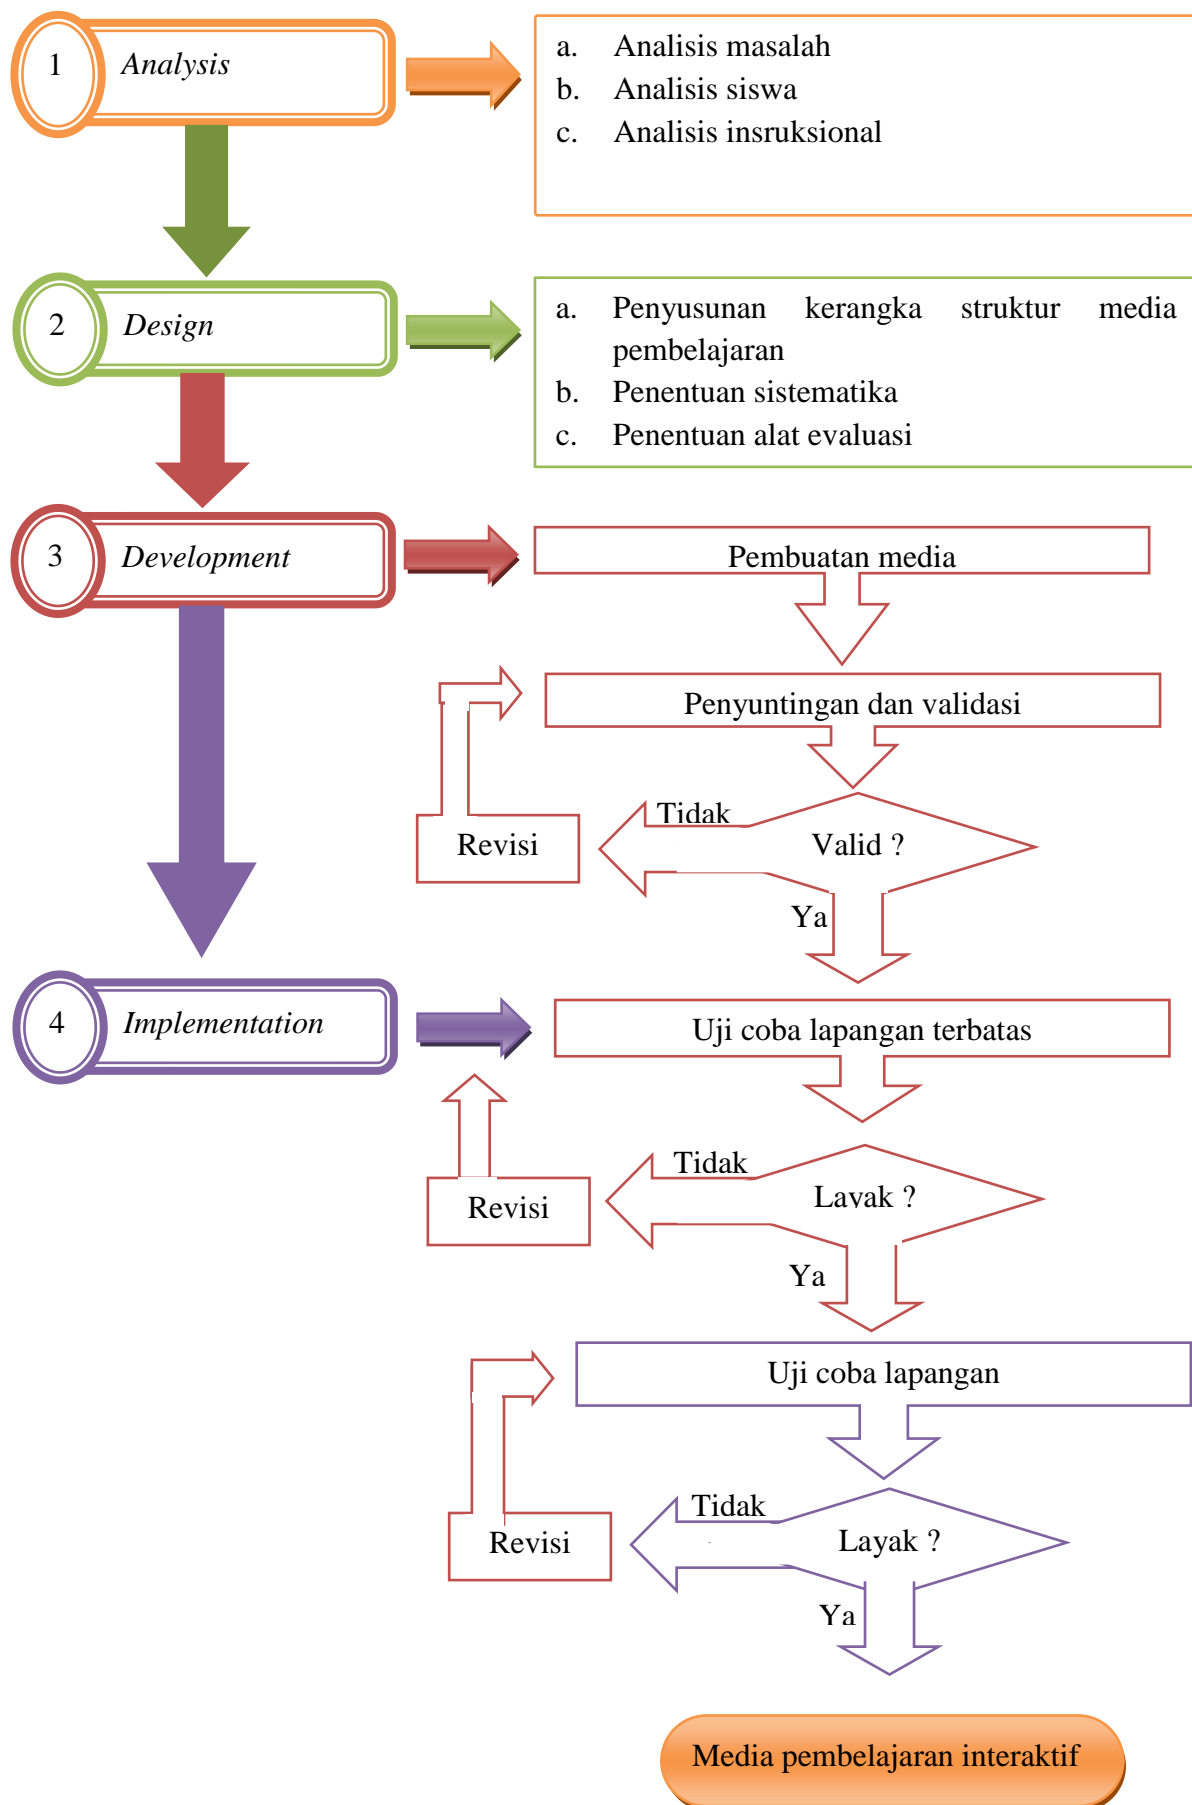 1 Analysis
a. Analisis masalah
b. Analisis siswa
c. Analisis insruksional
2 Design
a. Penyusunan kerangka struktur media
pembelajaran
b. Penentuan sistematika
c. Penentuan alat evaluasi
3 Development
Pembuatan media
Penyuntingan dan validasi
Tidak
Revisi
Valid ?
Ya
4 Implementation
Uji coba lapangan terbatas
Tidak
Revisi
Layak ?
Ya
Uji coba lapangan
Tidak
Revisi
Layak ?
Ya
Media pembelajaran interaktif